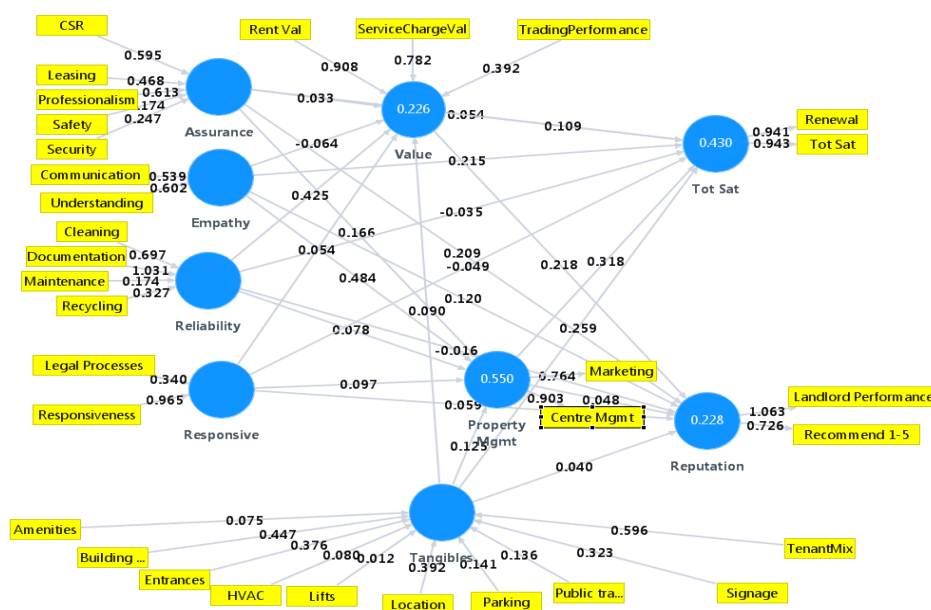 CSR
Rent Val
ServiceChargeVal
TradingPerformance
0.595
0.908
0.782
0.392
Leasing
0.468
Professionalism
0.613
.174
Safety
0.247
Security
Assurance
0.033
0.226
Value
0.054
0.109
0.430
Tot Sat
0.941
Renewal
0.943
Tot Sat
-0.064
0.215
Communication
0.539
0.602
Understanding
Empathy
0.425
-0.035
Cleaning
0.166
0.697
Documentation
1.031
0.054
0.209
-0.049
0.218
0.318
Maintenance
0.174
0.484
0.327
Recycling
0.120
0.090
Reliability
0.078
0.259
-0.016
Legal Processes
0.340
0.965
Responsiveness
Responsive
0.097
0.550
Property
Mgmt
0.764
Marketing
0.903
0.048
0.059
Centre Mgmt
0.228
Reputation
1.063
Landlord Performance
0.726
Recommend 1-5
0.125
0.040
Amenities
0.075
0.447
Building ...
0.376
Entrances
0.080
HVAC
0.012
Lifts
Tangibles
0.392
Location
0.141
Parking
0.136
Public tra...
0.323
Signage
0.596
TenantMix